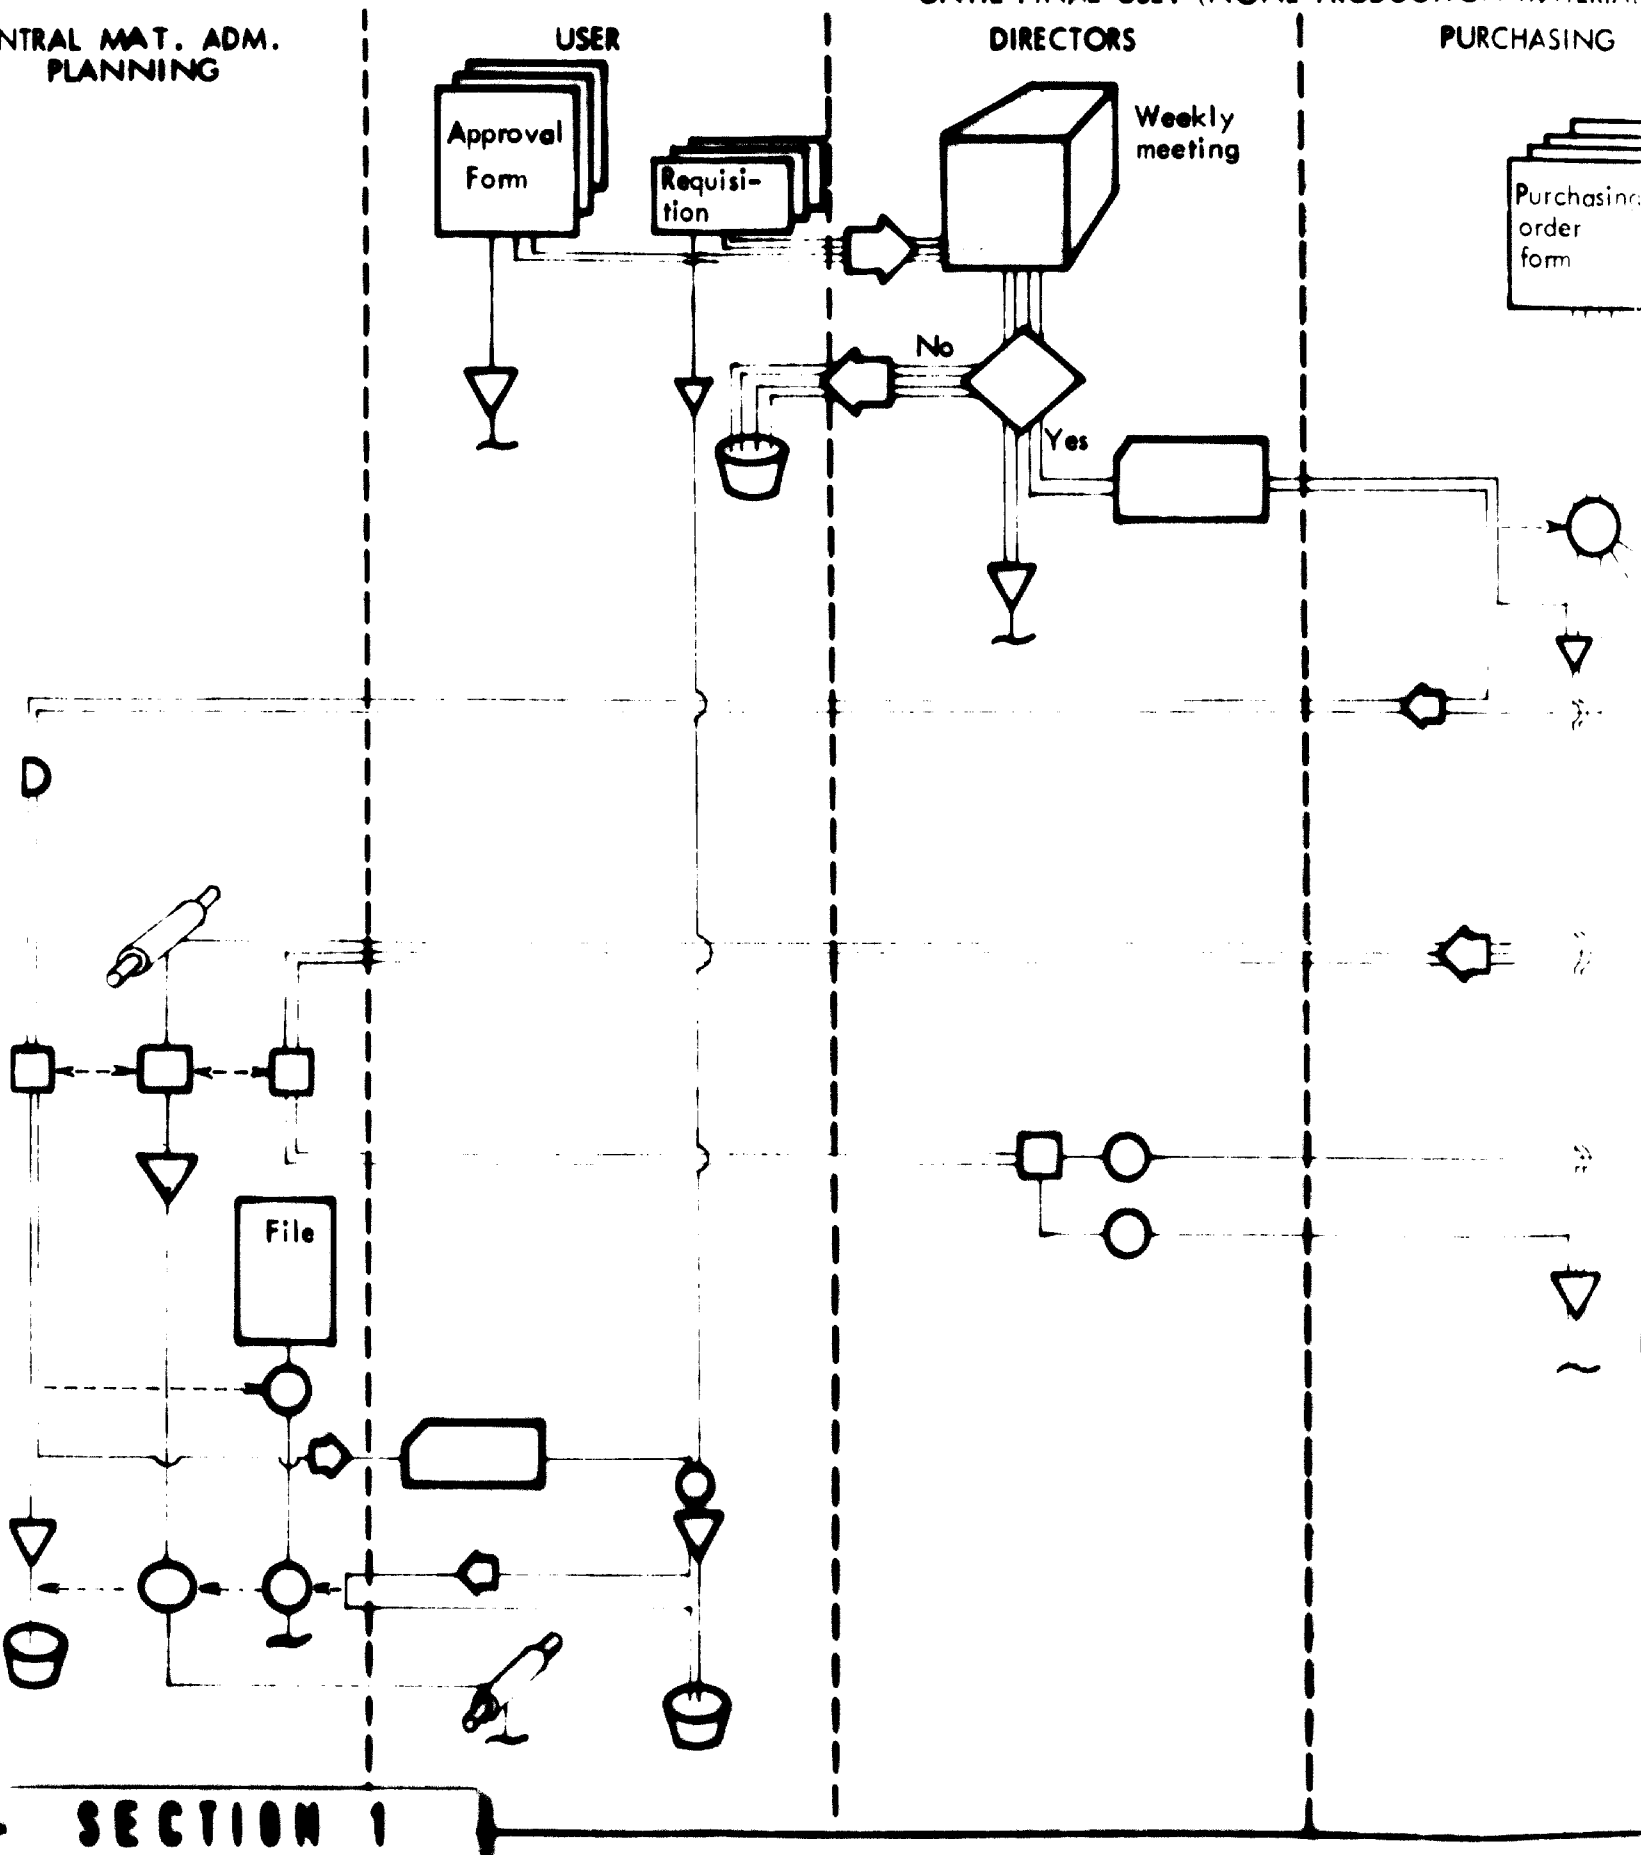 MAT. ADM.
PLANNING
USER
DIRECTORS
PURCHASING
Approval
Form
Requisi-
tion
Weekly
meeting
Purchasing
order
form
No
Yes
D
File
SECTION 1